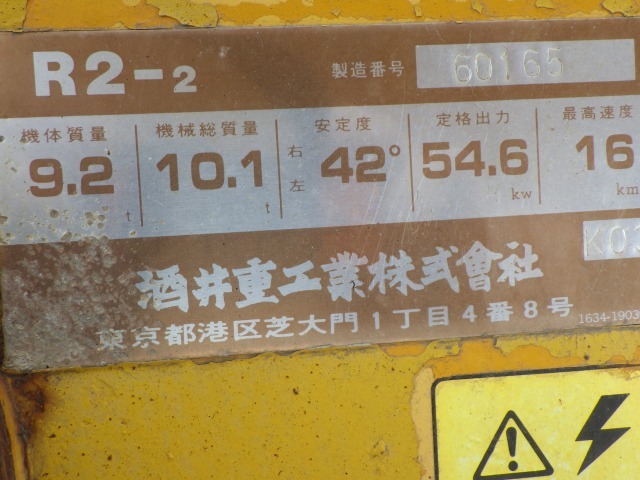 R2-2 製造番号 60165
機体質量 機械総質量 安定度 定格出力 最高速度
9.2 t 10.1 t 右左 42° 54.6 kw 16 km
K03
酒井重工業株式會社
東京都港区芝大門1丁目4番8号 1634-1903